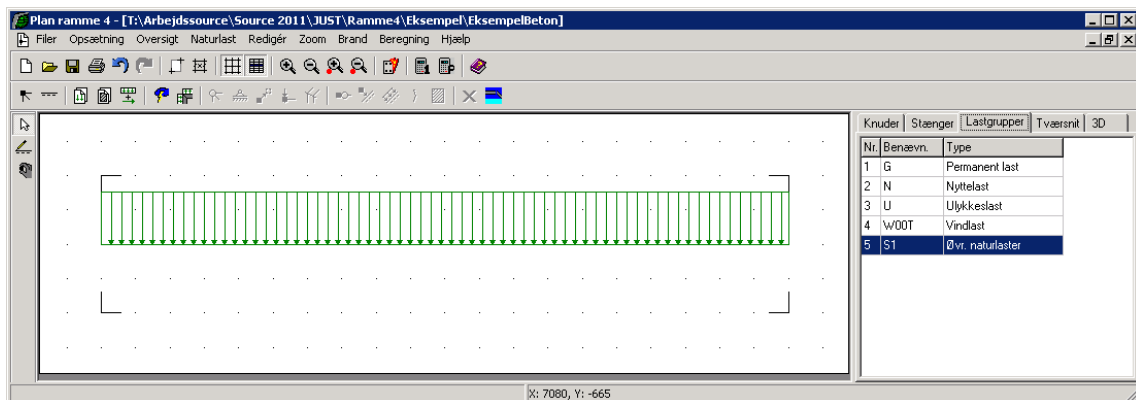 Plan ramme 4 - [T:\Arbejdssource\Source 2011\JUST\Ramme4\Eksempel\EksempelBeton]
Filer Opsætning Oversigt Naturlast Redigér Zoom Brand Beregning Hjælp
Knuder Stænger Lastgrupper Tværsnit 3D
Nr. Benævn. Type
1 G Permanent last
2 N Nyttelast
3 U Ulykkeslast
4 W00T Vindlast
5 S1 Øvr. naturlaster
X: 7080, Y: -665